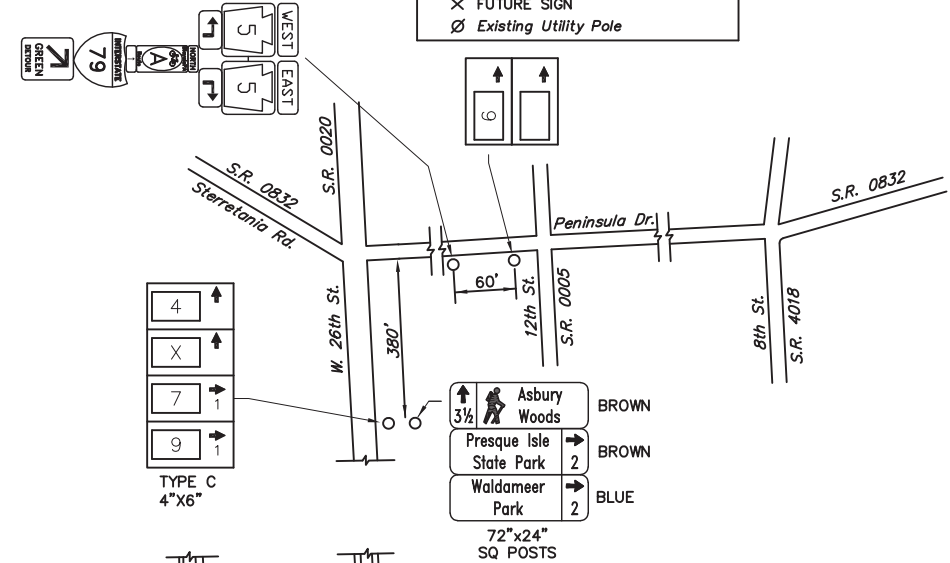 X FUTURE SIGN
Ø Existing Utility Pole
WEST
5
EAST
5
NORTH
A
INTERSTATE
79
GREEN
DETOUR
9
S.R. 0020
S.R. 0832
Sterretania Rd.
Peninsula Dr.
S.R. 0832
60'
12th St.
S.R. 0005
8th St.
S.R. 4018
W. 26th St.
380'
4
X
7
1
9
1
TYPE C
4"X6"
3½
Asbury
Woods
BROWN
Presque Isle
State Park
2
BROWN
Waldameer
Park
2
BLUE
72"x24"
SQ POSTS